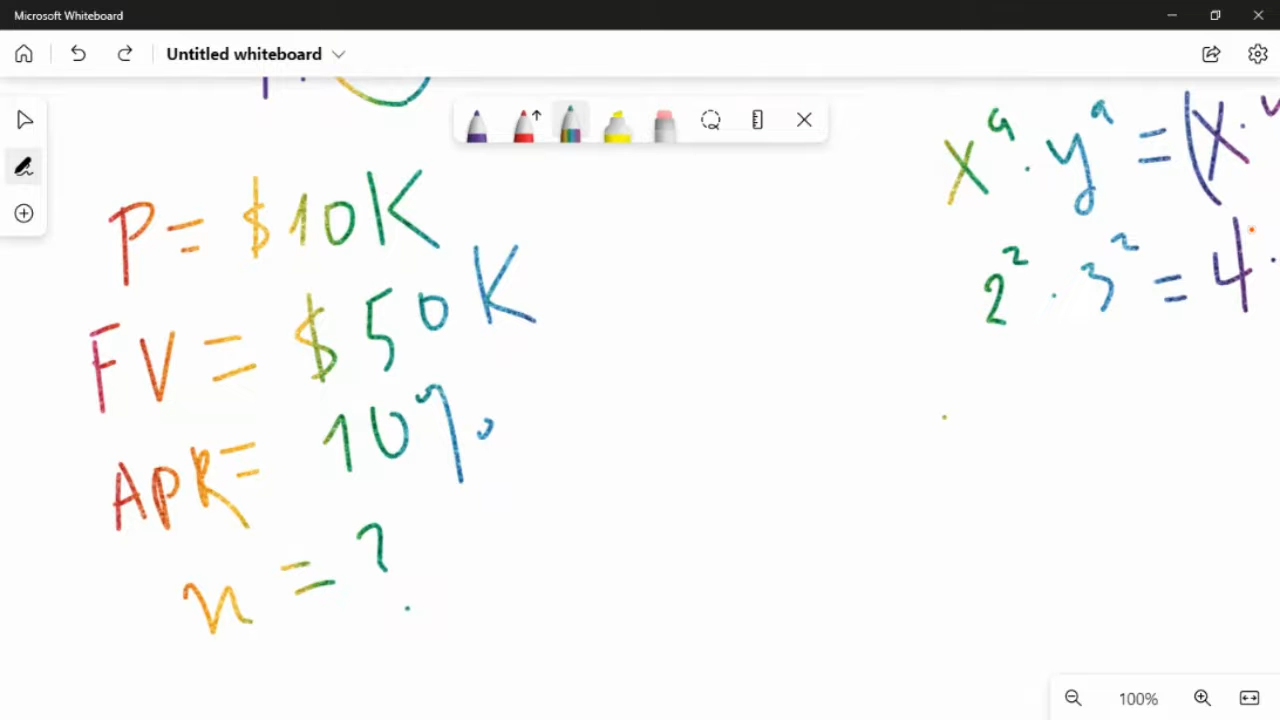 Microsoft Whiteboard
Untitled whiteboard
P = $10K
FV = $50K
APR = 10%
n = ?
x^a · y^a = (x ·
2^2 · 3^2 = 4 ·
100%